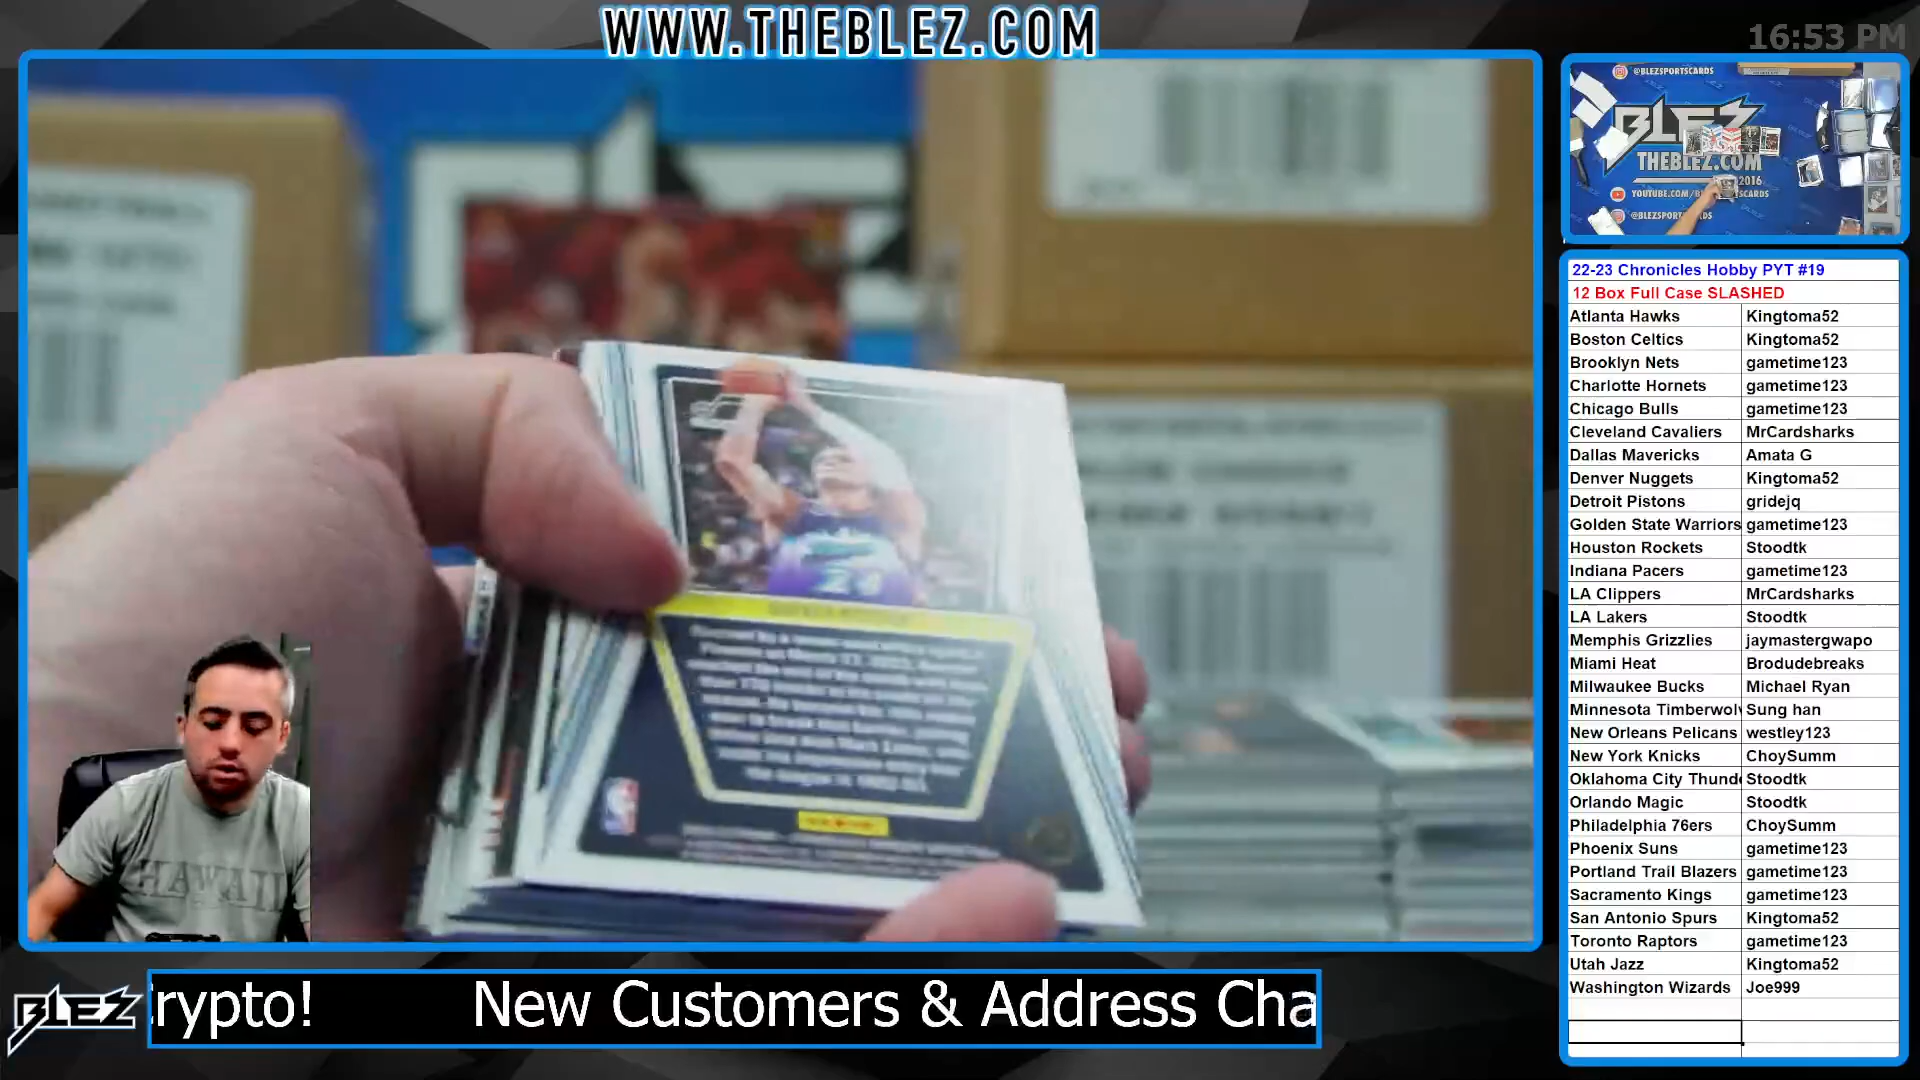 WWW.THEBLEZ.COM
16:53 PM
@BLEZSPORTSCARDS
BLEZ
THEBLEZ.COM
2016
@BLEZSPORT
22-23 Chronicles Hobby PYT #19
12 Box Full Case SLASHED
Atlanta Hawks Kingtoma52
Boston Celtics Kingtoma52
Brooklyn Nets gametime123
Charlotte Hornets gametime123
Chicago Bulls gametime123
Cleveland Cavaliers MrCardsharks
Dallas Mavericks Amata G
Denver Nuggets Kingtoma52
Detroit Pistons gridejq
Golden State Warriors gametime123
Houston Rockets Stoodtk
Indiana Pacers gametime123
LA Clippers MrCardsharks
LA Lakers Stoodtk
Memphis Grizzlies jaymastergwapo
Miami Heat Brodudebreaks
Milwaukee Bucks Michael Ryan
Minnesota Timberwolv Sung han
New Orleans Pelicans westley123
New York Knicks ChoySumm
Oklahoma City Thunde Stoodtk
Orlando Magic Stoodtk
Philadelphia 76ers ChoySumm
Phoenix Suns gametime123
Portland Trail Blazers gametime123
Sacramento Kings gametime123
San Antonio Spurs Kingtoma52
Toronto Raptors gametime123
Utah Jazz Kingtoma52
Washington Wizards Joe999
HAWAII
BLEZ
rypto! New Customers & Address Cha